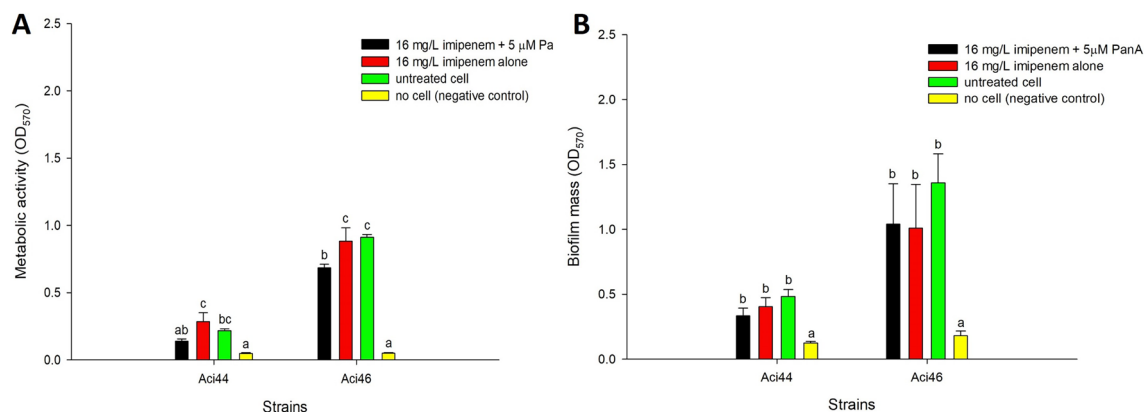 A
Metabolic activity (OD570)
2.5
2.0
1.5
1.0
0.5
0.0
16 mg/L imipenem + 5 μM Pa
16 mg/L imipenem alone
untreated cell
no cell (negative control)
ab
c
bc
a
b
c
c
a
Aci44
Aci46
Strains
B
Biofilm mass (OD570)
2.5
2.0
1.5
1.0
0.5
0.0
16 mg/L imipenem + 5μM PanA
16 mg/L imipenem alone
untreated cell
no cell (negative control)
b
b
b
a
b
b
b
a
Aci44
Aci46
Strains